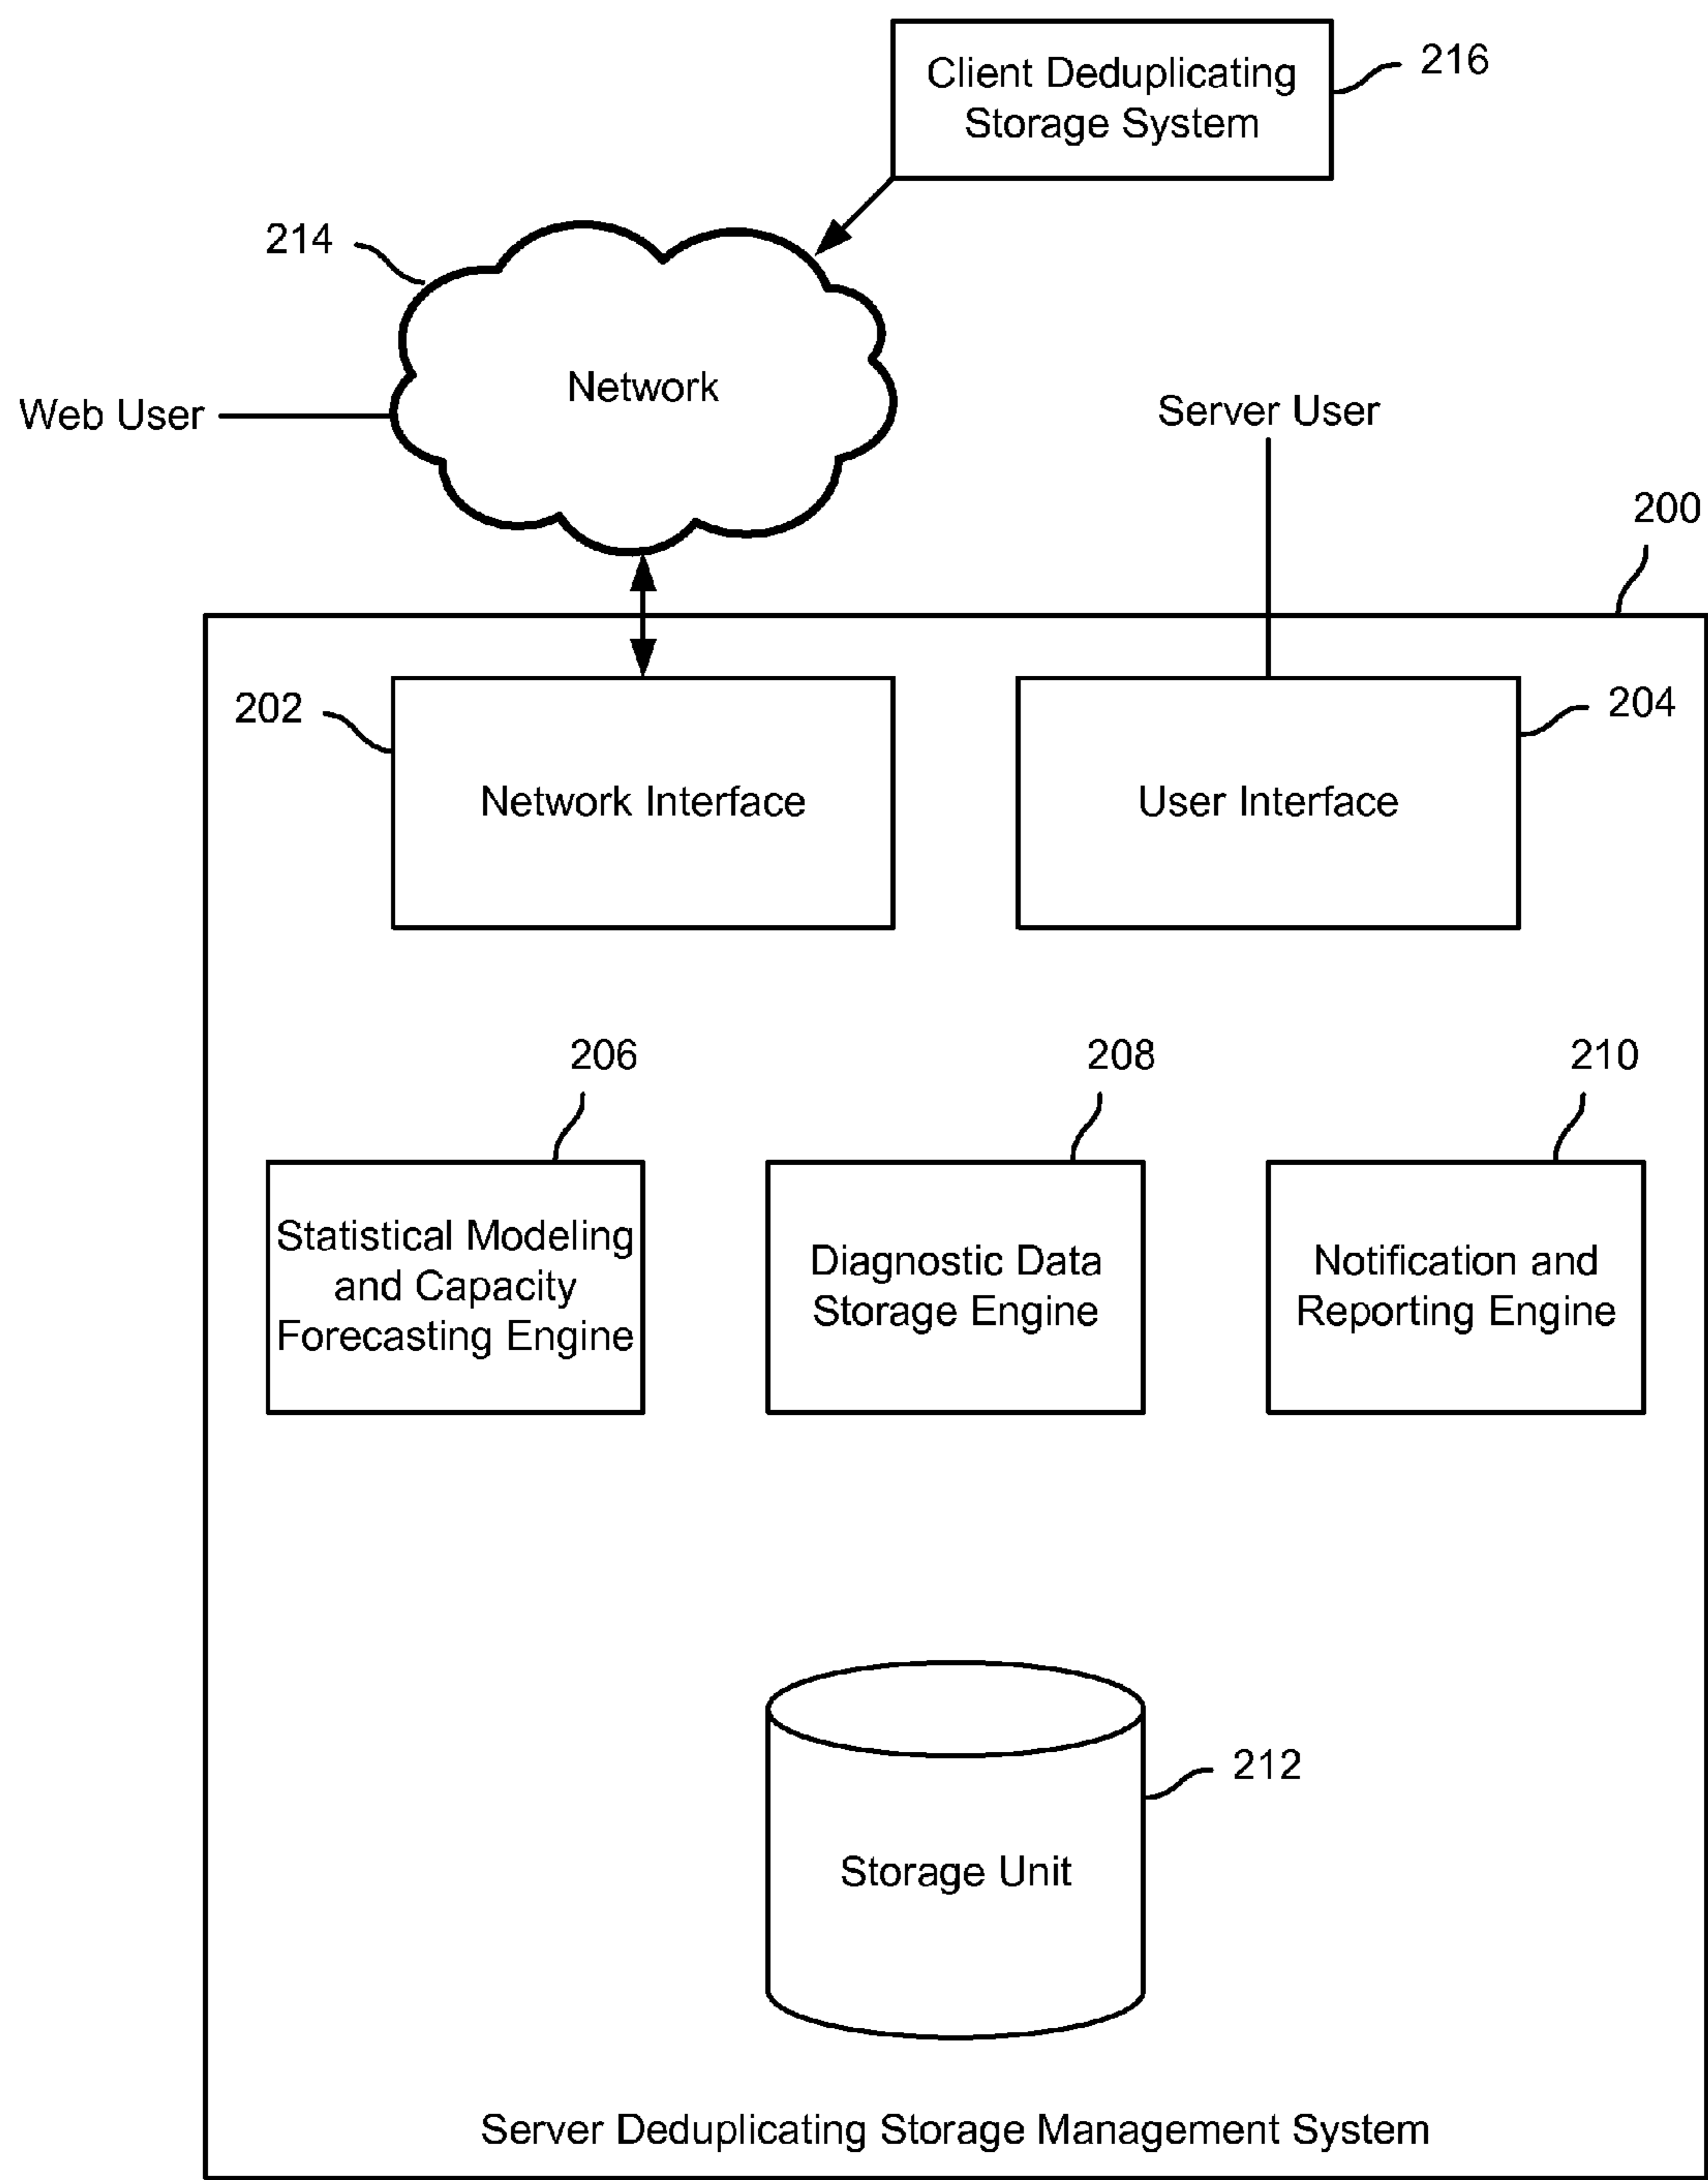 Client Deduplicating
Storage System
216
214
Network
Web User
Server User
200
202
Network Interface
204
User Interface
206
208
210
Statistical Modeling
and Capacity
Forecasting Engine
Diagnostic Data
Storage Engine
Notification and
Reporting Engine
212
Storage Unit
Server Deduplicating Storage Management System